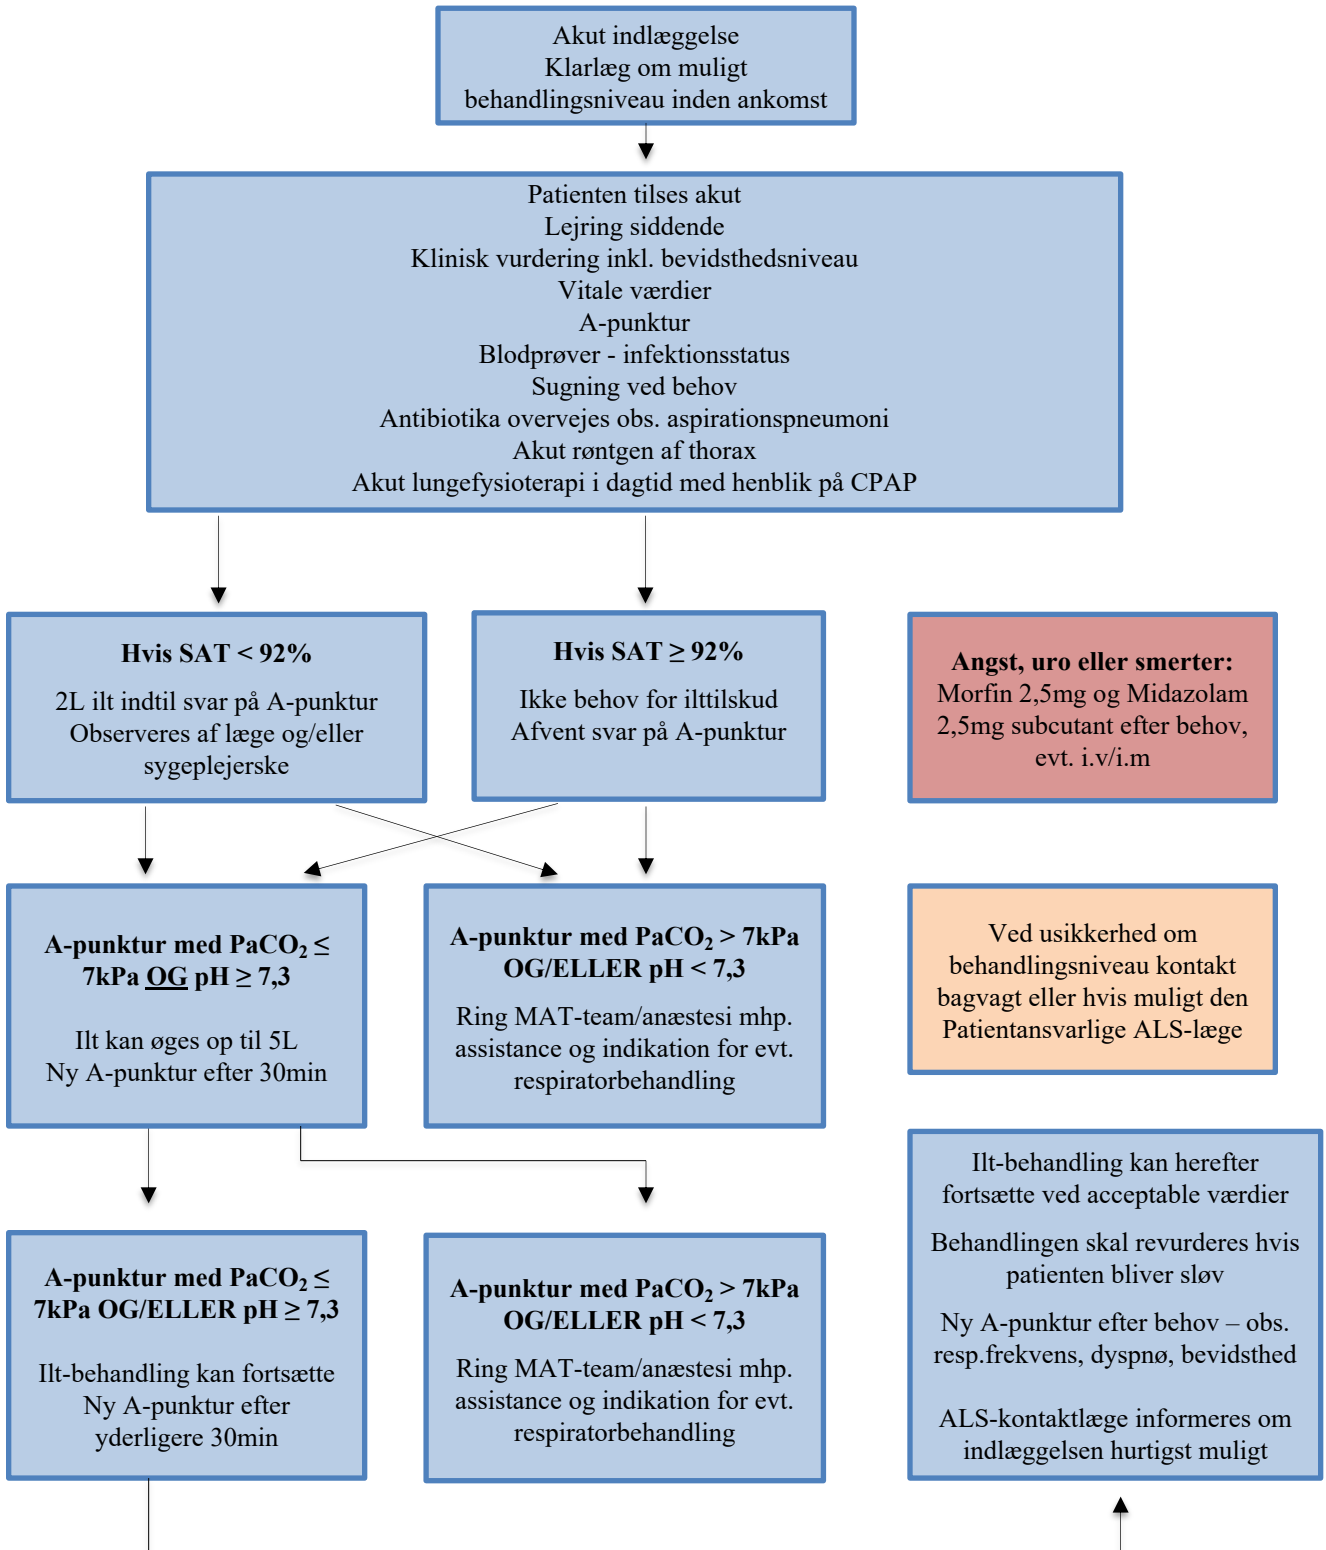 Akut indlæggelse
Klarlæg om muligt
behandlingsniveau inden ankomst
Patienten tilses akut
Lejring siddende
Klinisk vurdering inkl. bevidsthedsniveau
Vitale værdier
A-punktur
Blodprøver - infektionsstatus
Sugning ved behov
Antibiotika overvejes obs. aspirationspneumoni
Akut røntgen af thorax
Akut lungefysioterapi i dagtid med henblik på CPAP
Hvis SAT < 92%
2L ilt indtil svar på A-punktur
Observeres af læge og/eller
sygeplejerske
Hvis SAT ≥ 92%
Ikke behov for ilttilskud
Afvent svar på A-punktur
Angst, uro eller smerter:
Morfin 2,5mg og Midazolam
2,5mg subcutant efter behov,
evt. i.v/i.m
A-punktur med PaCO₂ ≤
7kPa OG pH ≥ 7,3
Ilt kan øges op til 5L
Ny A-punktur efter 30min
A-punktur med PaCO₂ > 7kPa
OG/ELLER pH < 7,3
Ring MAT-team/anæstesi mhp.
assistance og indikation for evt.
respiratorbehandling
Ved usikkerhed om
behandlingsniveau kontakt
bagvagt eller hvis muligt den
Patientansvarlige ALS-læge
A-punktur med PaCO₂ ≤
7kPa OG/ELLER pH ≥ 7,3
Ilt-behandling kan fortsætte
Ny A-punktur efter
yderligere 30min
A-punktur med PaCO₂ > 7kPa
OG/ELLER pH < 7,3
Ring MAT-team/anæstesi mhp.
assistance og indikation for evt.
respiratorbehandling
Ilt-behandling kan herefter
fortsætte ved acceptable værdier
Behandlingen skal revurderes hvis
patienten bliver sløv
Ny A-punktur efter behov – obs.
resp.frekvens, dyspnø, bevidsthed
ALS-kontaktlæge informeres om
indlæggelsen hurtigst muligt